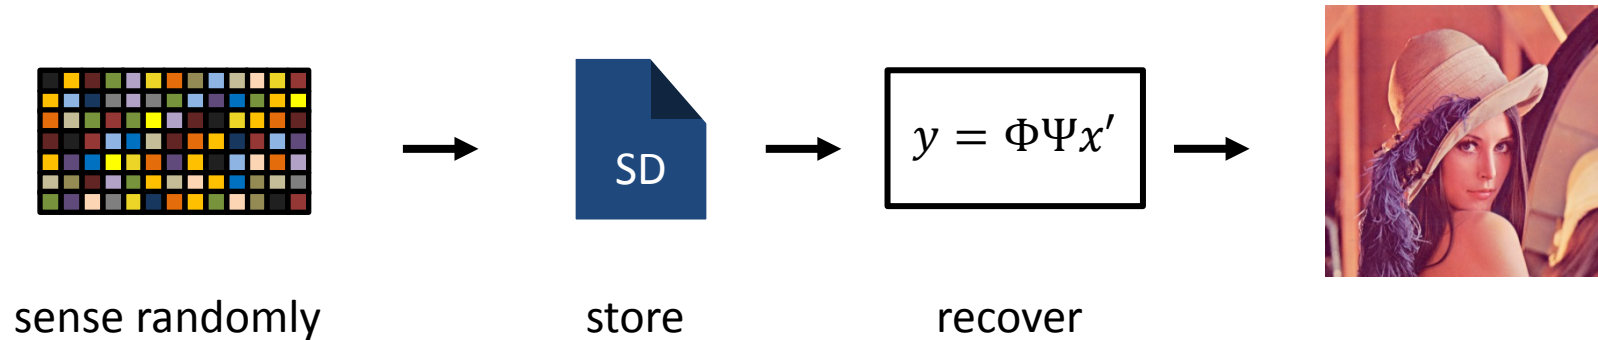 SD
y = ΦΨx′
sense randomly
store
recover